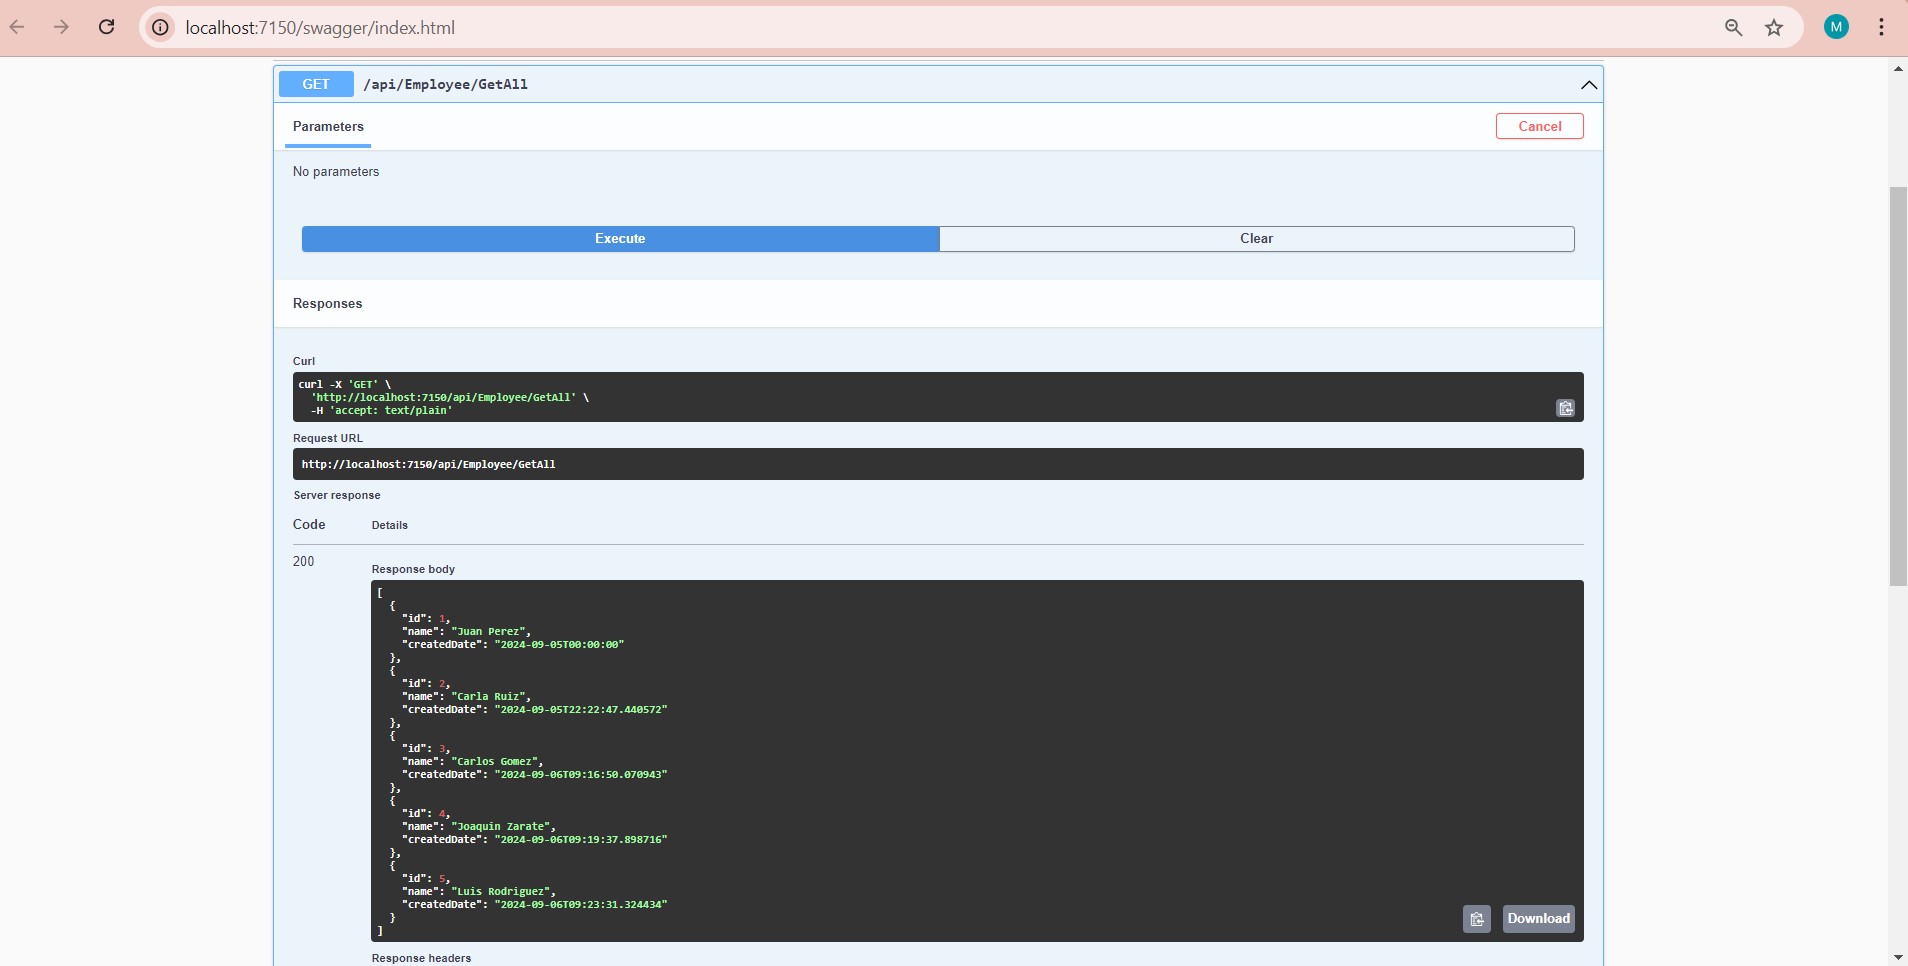 localhost:7150/swagger/index.html
M
GET /api/Employee/GetAll
Parameters
Cancel
No parameters
Execute
Clear
Responses
Curl
curl -X 'GET' \
'http://localhost:7150/api/Employee/GetAll' \
-H 'accept: text/plain'
Request URL
http://localhost:7150/api/Employee/GetAll
Server response
Code Details
200
Response body
[
{
"id": 1,
"name": "Juan Perez",
"createdDate": "2024-09-05T00:00:00"
},
{
"id": 2,
"name": "Carla Ruiz",
"createdDate": "2024-09-05T22:22:47.440572"
},
{
"id": 3,
"name": "Carlos Gomez",
"createdDate": "2024-09-06T09:16:50.070943"
},
{
"id": 4,
"name": "Joaquin Zarate",
"createdDate": "2024-09-06T09:19:37.898716"
},
{
"id": 5,
"name": "Luis Rodriguez",
"createdDate": "2024-09-06T09:23:31.324434"
}
]
Download
Response headers